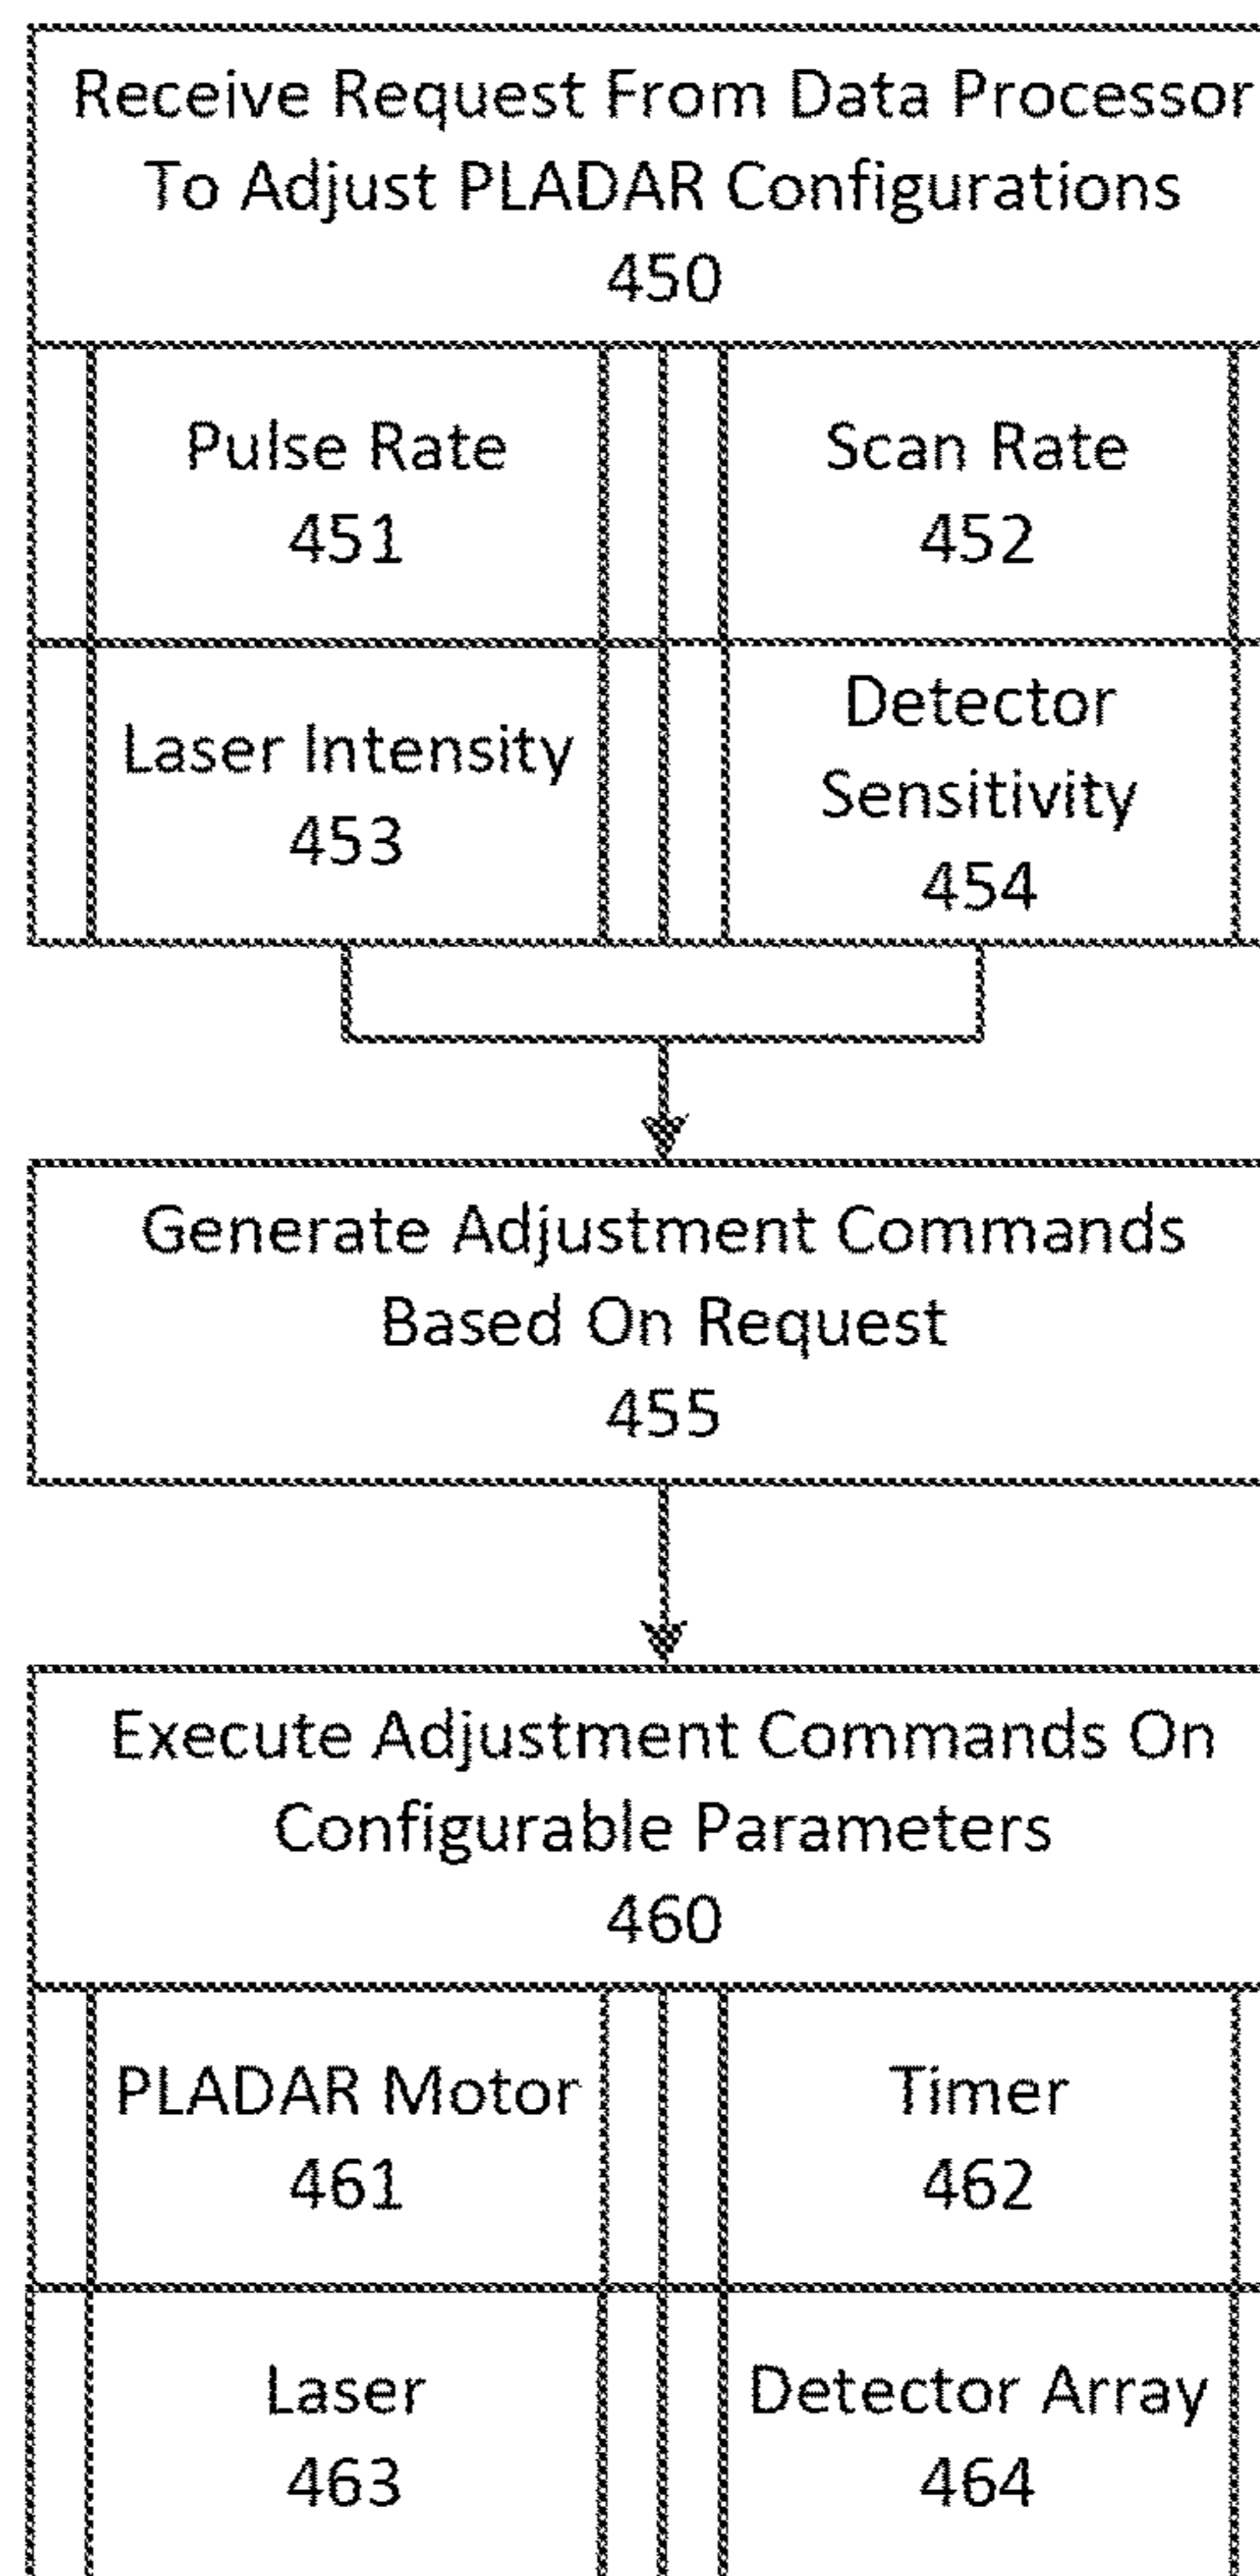 Receive Request From Data Processor
To Adjust PLADAR Configurations
450
Pulse Rate
451
Scan Rate
452
Laser Intensity
453
Detector
Sensitivity
454
Generate Adjustment Commands
Based On Request
455
Execute Adjustment Commands On
Configurable Parameters
460
PLADAR Motor
461
Timer
462
Laser
463
Detector Array
464